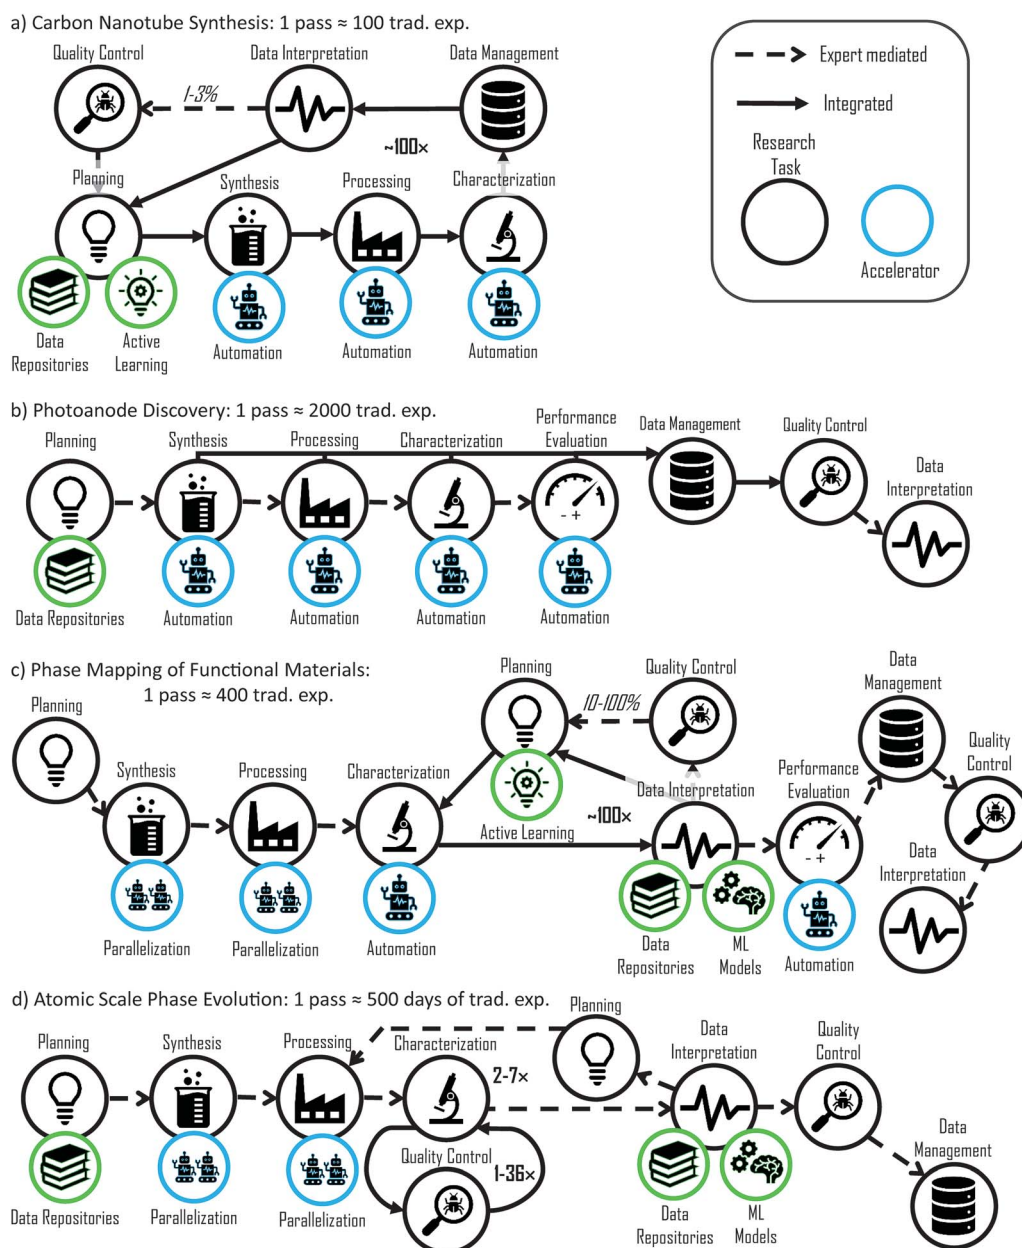 a) Carbon Nanotube Synthesis: 1 pass ≈ 100 trad. exp.
Quality Control
Data Interpretation
Data Management
1-3%
~100×
Planning
Synthesis
Processing
Characterization
Data
Repositories
Active
Learning
Automation
Automation
Automation
Expert mediated
Integrated
Research
Task
Accelerator
b) Photoanode Discovery: 1 pass ≈ 2000 trad. exp.
Planning
Synthesis
Processing
Characterization
Performance
Evaluation
Data Management
Quality Control
Data
Interpretation
- +
Data Repositories
Automation
Automation
Automation
Automation
c) Phase Mapping of Functional Materials:
1 pass ≈ 400 trad. exp.
Planning
Synthesis
Processing
Characterization
Planning
Quality Control
10-100%
Active Learning
~100×
Data Interpretation
Performance
Evaluation
- +
Data
Management
Quality
Control
Data
Interpretation
Parallelization
Parallelization
Automation
Data
Repositories
ML
Models
Automation
d) Atomic Scale Phase Evolution: 1 pass ≈ 500 days of trad. exp.
Planning
Synthesis
Processing
Characterization
Planning
Data
Interpretation
Quality
Control
Data
Management
2-7×
Quality Control
1-36×
Data Repositories
Parallelization
Parallelization
Data
Repositories
ML
Models